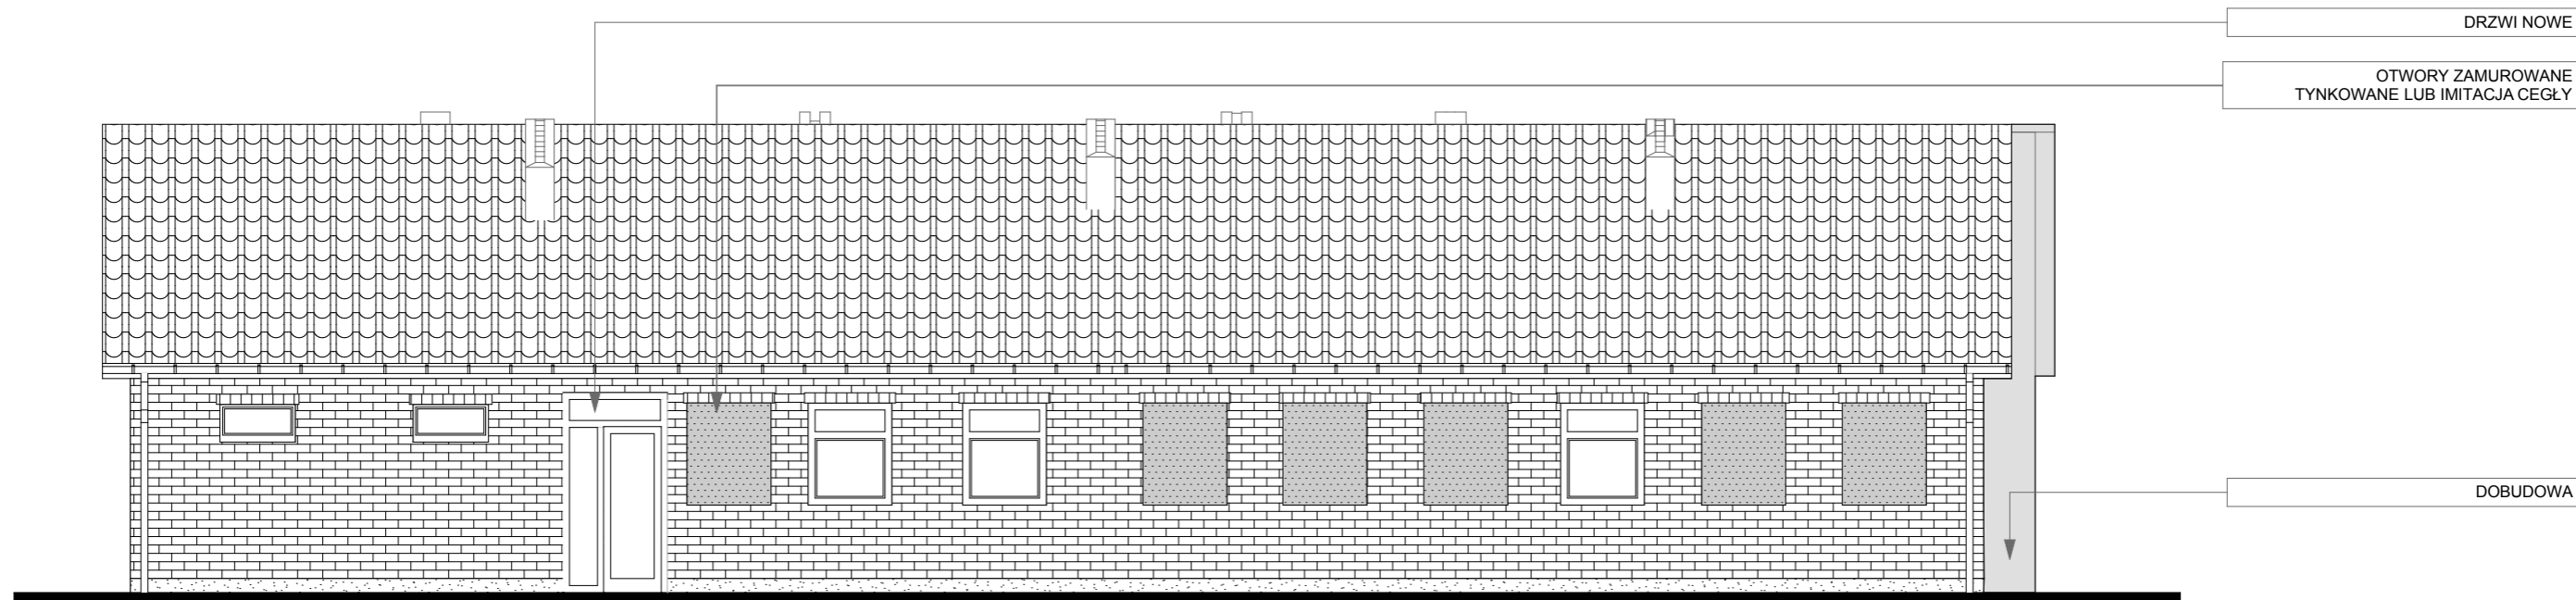 DRZWI NOWE
OTWORY ZAMUROWANE
TYNKOWANE LUB IMITACJA CEGŁY
DOBUDOWA